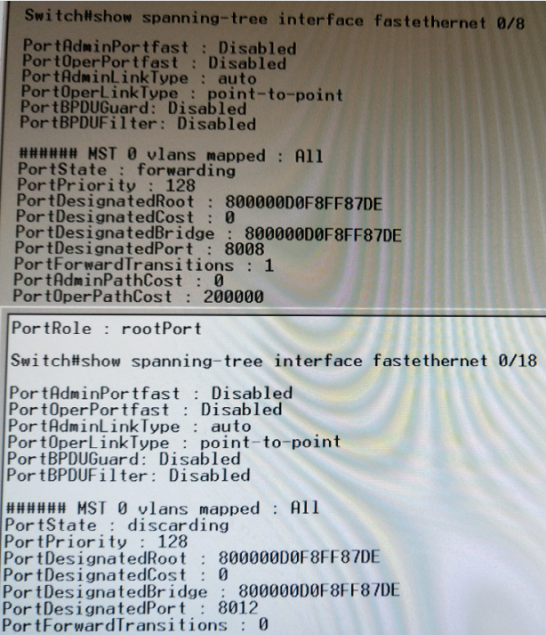 Switch#show spanning-tree interface fastethernet 0/8
PortAdminPortfast : Disabled
PortOperPortfast : Disabled
PortAdminLinkType : auto
PortOperLinkType : point-to-point
PortBPDUGuard: Disabled
PortBPDUFilter: Disabled
###### MST 0 vlans mapped : All
PortState : forwarding
PortPriority : 128
PortDesignatedRoot : 800000D0F8FF87DE
PortDesignatedCost : 0
PortDesignatedBridge : 800000D0F8FF87DE
PortDesignatedPort : 8008
PortForwardTransitions : 1
PortAdminPathCost : 0
PortOperPathCost : 200000
PortRole : rootPort
Switch#show spanning-tree interface fastethernet 0/18
PortAdminPortfast : Disabled
PortOperPortfast : Disabled
PortAdminLinkType : auto
PortOperLinkType : point-to-point
PortBPDUGuard: Disabled
PortBPDUFilter: Disabled
###### MST 0 vlans mapped : All
PortState : discarding
PortPriority : 128
PortDesignatedRoot : 800000D0F8FF87DE
PortDesignatedCost : 0
PortDesignatedBridge : 800000D0F8FF87DE
PortDesignatedPort : 8012
PortForwardTransitions : 0